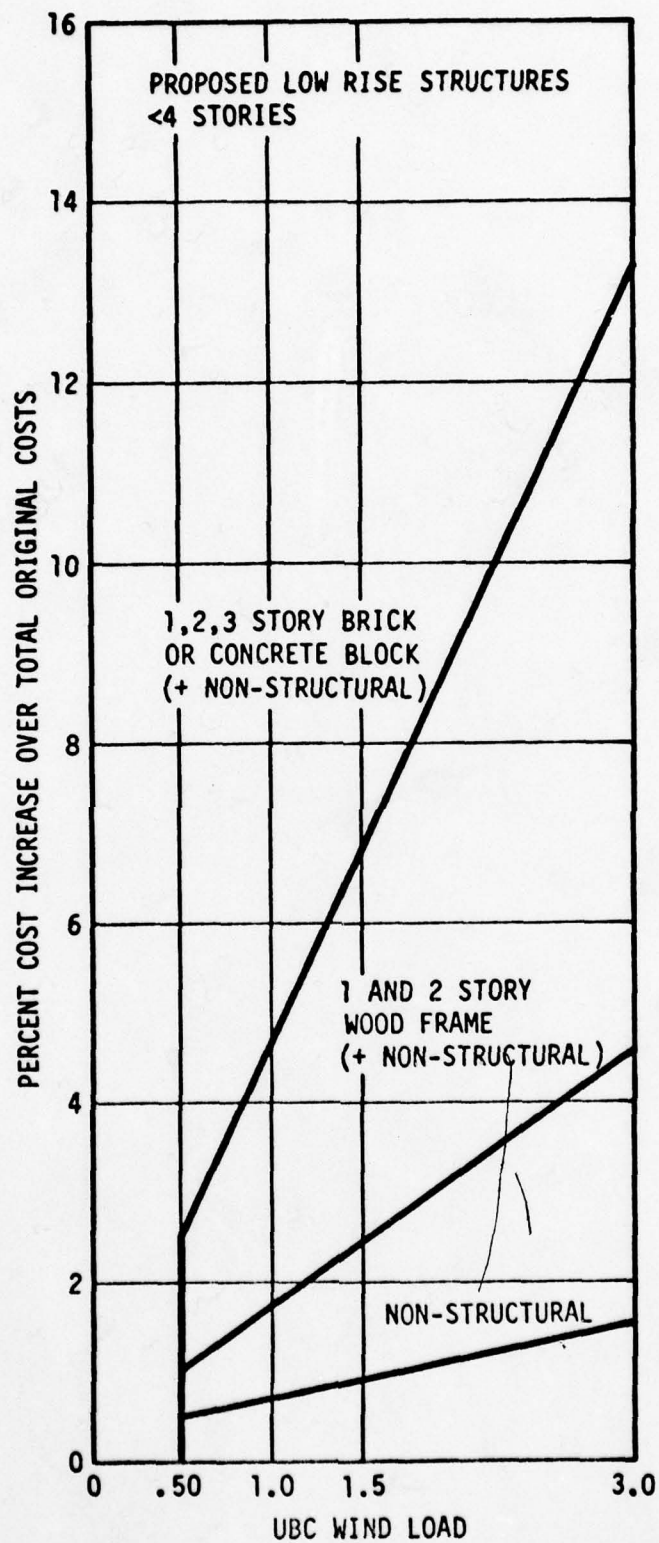 16
PROPOSED LOW RISE STRUCTURES
<4 STORIES
14
12
PERCENT COST INCREASE OVER TOTAL ORIGINAL COSTS
10
1,2,3 STORY BRICK
OR CONCRETE BLOCK
(+ NON-STRUCTURAL)
8
6
1 AND 2 STORY
WOOD FRAME
(+ NON-STRUCTURAL)
4
2
NON-STRUCTURAL
0
0 .50 1.0 1.5 3.0
UBC WIND LOAD